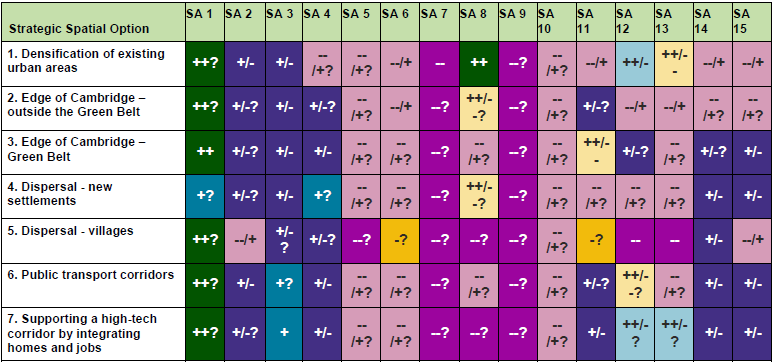 Strategic Spatial Option SA 1 SA 2 SA 3 SA 4 SA 5 SA 6 SA 7 SA 8 SA 9 SA 10 SA 11 SA 12 SA 13 SA 14 SA 15
1. Densification of existing
urban areas
++? +/- +/- --/+? --/+? --/+ -- ++ --? --/+? --/+ ++/- ++/-- --/+ --/+
2. Edge of Cambridge –
outside the Green Belt
++? +/-? +/- +/-? --/+? --/+ --? ++/--? --? --/+? +/-? --/+ --/+ --/+? --/+?
3. Edge of Cambridge –
Green Belt
++ +/-? +/- +/- --/+? --/+? --? --/+? --? --/+? ++/-- +/-? --/+? +/-? +/-
4. Dispersal - new
settlements
+? +/-? +/- +? --/+? --/+? --? ++/--? --? --/+? --/+? --/+? --/+? +/- +/-
5. Dispersal - villages
++? --/+ +/-? +/-? --? -? --? --? --? --/+? -? -- -- +/- --/+
6. Public transport corridors
++? +/- +? +/- --/+? --/+? --? --/+? --? --/+? +/-? ++/--? --/+? +/- +/-
7. Supporting a high-tech
corridor by integrating
homes and jobs
++? +/-? + +/- --/+? --/+? --? --? --? --/+? +/- ++/-? ++/-? +/- +/-